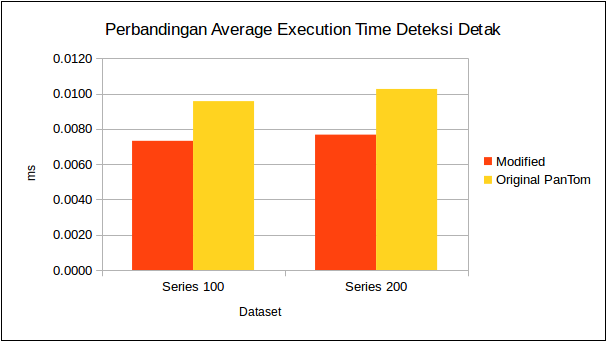 Perbandingan Average Execution Time Deteksi Detak
0.0120
0.0100
0.0080
0.0060
0.0040
0.0020
0.0000
ms
Series 100
Series 200
Dataset
Modified
Original PanTom